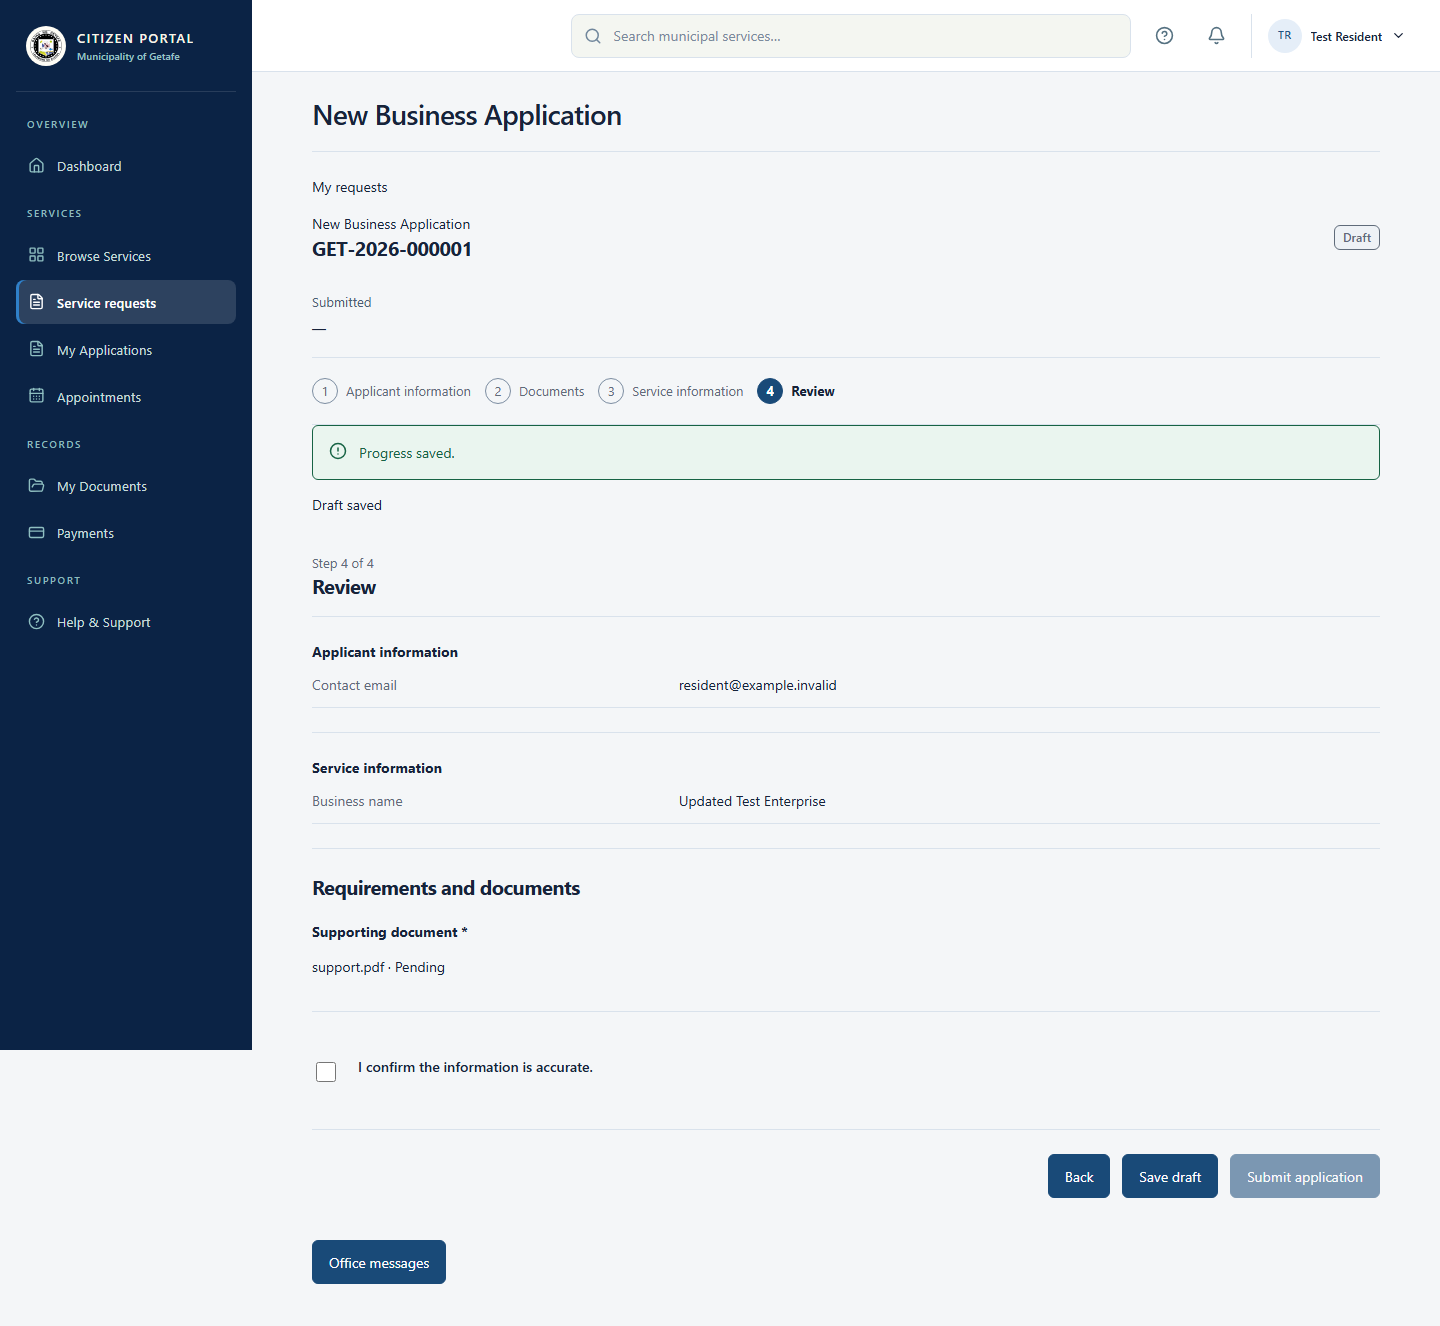 CITIZEN PORTAL
Municipality of Getafe
Search municipal services...
TR
Test Resident
OVERVIEW
Dashboard
SERVICES
Browse Services
Service requests
My Applications
Appointments
RECORDS
My Documents
Payments
SUPPORT
Help & Support
New Business Application
My requests
New Business Application
GET-2026-000001
Draft
Submitted
—
1 Applicant information 2 Documents 3 Service information 4 Review
Progress saved.
Draft saved
Step 4 of 4
Review
Applicant information
Contact email resident@example.invalid
Service information
Business name Updated Test Enterprise
Requirements and documents
Supporting document *
support.pdf · Pending
I confirm the information is accurate.
Back Save draft Submit application
Office messages